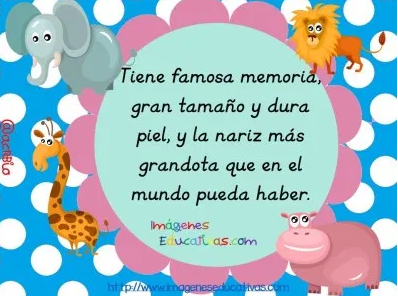 Tiene famosa memoria,
gran tamaño y dura
piel, y la nariz más
grandota que en el
mundo pueda haber.
Imágenes
Educativas.com
http://www.imageneseducativas.com/